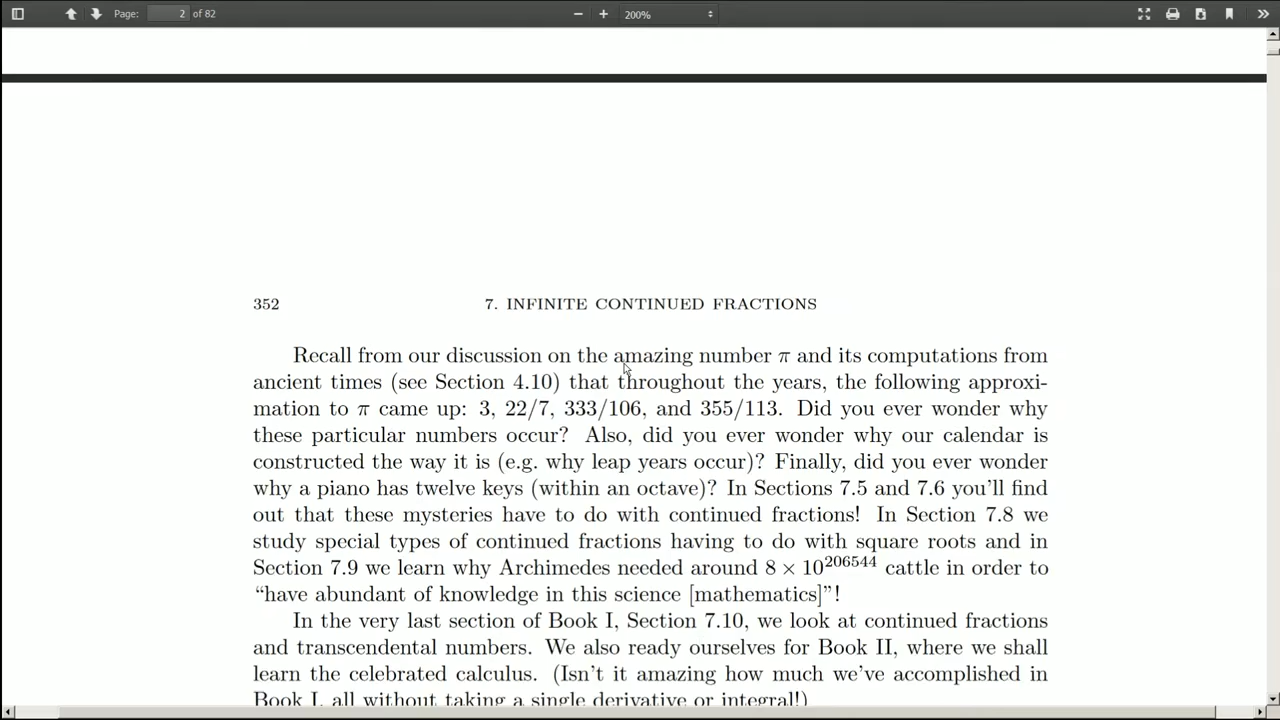 Page: 2 of 82 200%
352 7. INFINITE CONTINUED FRACTIONS
Recall from our discussion on the amazing number π and its computations from
ancient times (see Section 4.10) that throughout the years, the following approxi-
mation to π came up: 3, 22/7, 333/106, and 355/113. Did you ever wonder why
these particular numbers occur? Also, did you ever wonder why our calendar is
constructed the way it is (e.g. why leap years occur)? Finally, did you ever wonder
why a piano has twelve keys (within an octave)? In Sections 7.5 and 7.6 you'll find
out that these mysteries have to do with continued fractions! In Section 7.8 we
study special types of continued fractions having to do with square roots and in
Section 7.9 we learn why Archimedes needed around 8 × 10^206544 cattle in order to
“have abundant of knowledge in this science [mathematics]”!
In the very last section of Book I, Section 7.10, we look at continued fractions
and transcendental numbers. We also ready ourselves for Book II, where we shall
learn the celebrated calculus. (Isn't it amazing how much we've accomplished in
Book I, all without taking a single derivative or integral!)